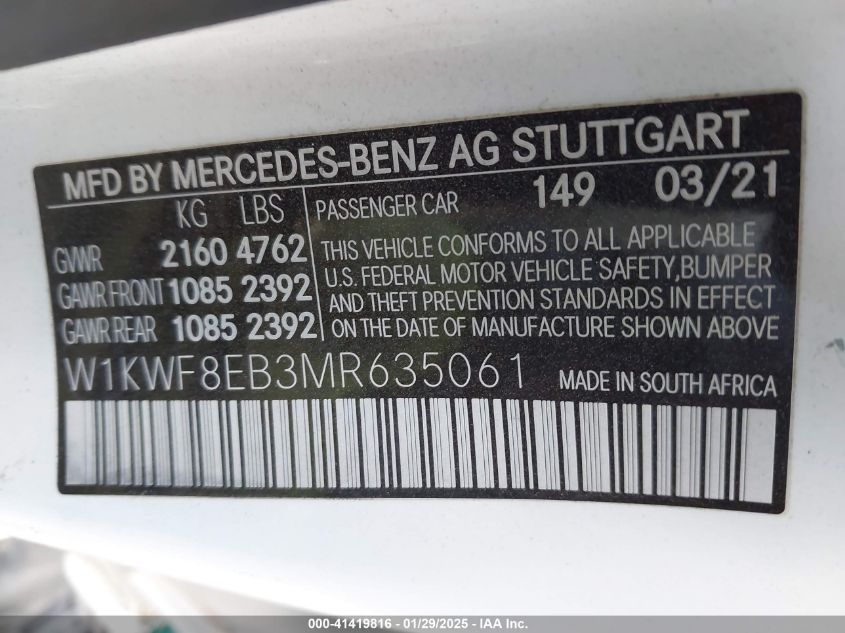 MFD BY MERCEDES-BENZ AG STUTTGART
KG LBS
PASSENGER CAR 149 03/21
GVWR 2160 4762
GAWR FRONT 1085 2392
GAWR REAR 1085 2392
THIS VEHICLE CONFORMS TO ALL APPLICABLE
U.S. FEDERAL MOTOR VEHICLE SAFETY, BUMPER
AND THEFT PREVENTION STANDARDS IN EFFECT
ON THE DATE OF MANUFACTURE SHOWN ABOVE
W1KWF8EB3MR635061 MADE IN SOUTH AFRICA
000-41419816 - 01/29/2025 - IAA Inc.